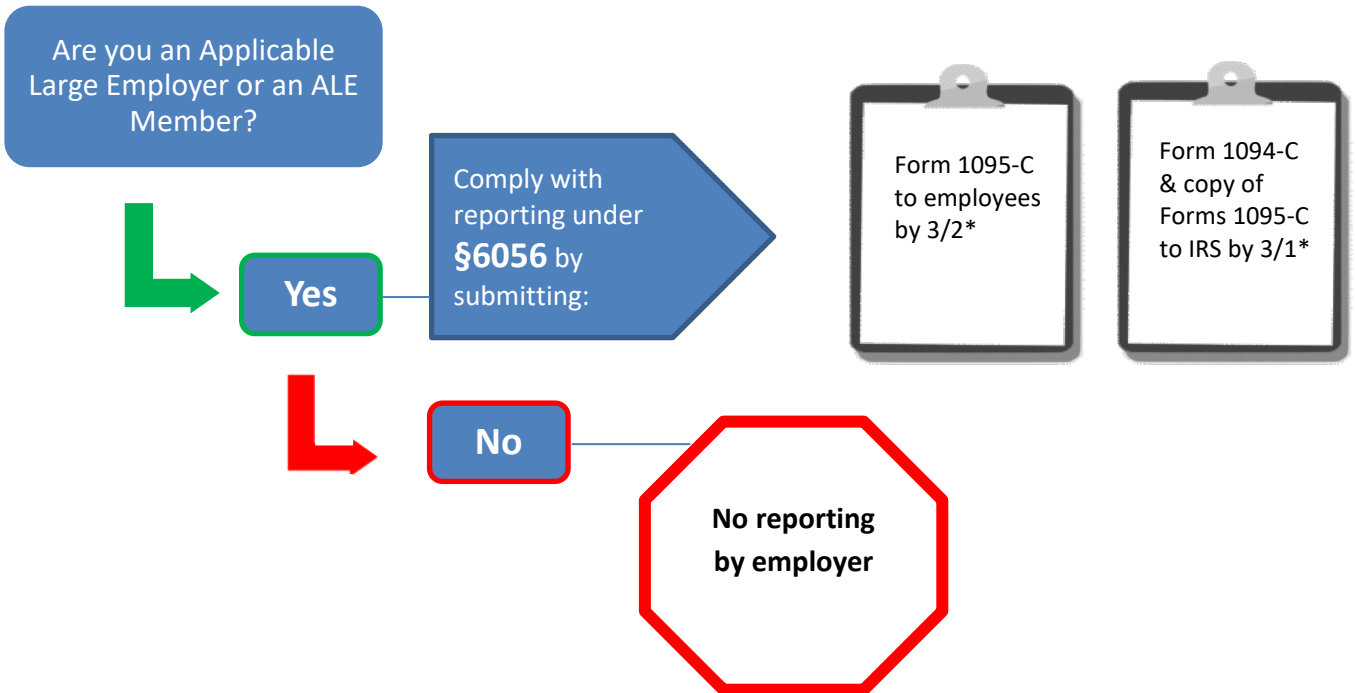 Are you an Applicable
Large Employer or an ALE
Member?
Yes
Comply with
reporting under
§6056 by
submitting:
Form 1095-C
to employees
by 3/2*
Form 1094-C
& copy of
Forms 1095-C
to IRS by 3/1*
No
No reporting
by employer